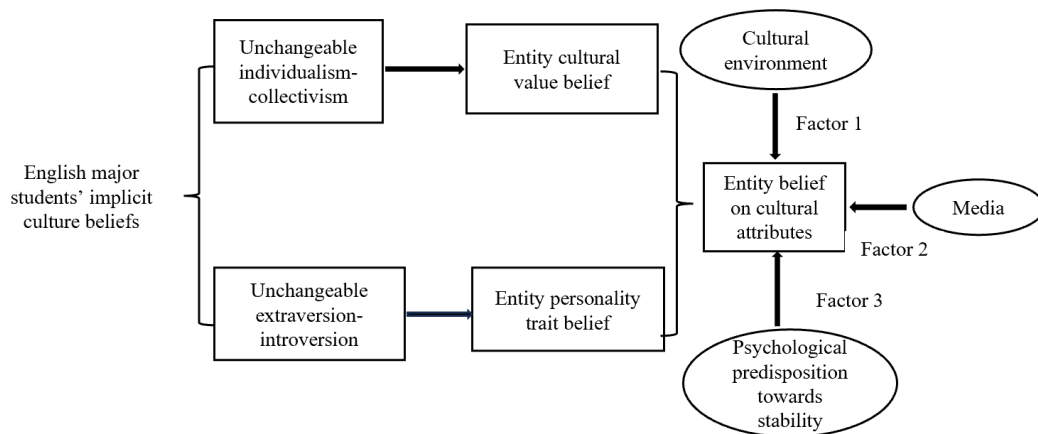 English major
students’ implicit
culture beliefs
Unchangeable
individualism-
collectivism
Entity cultural
value belief
Unchangeable
extraversion-
introversion
Entity personality
trait belief
Cultural
environment
Factor 1
Entity belief
on cultural
attributes
Media
Factor 2
Factor 3
Psychological
predisposition
towards
stability